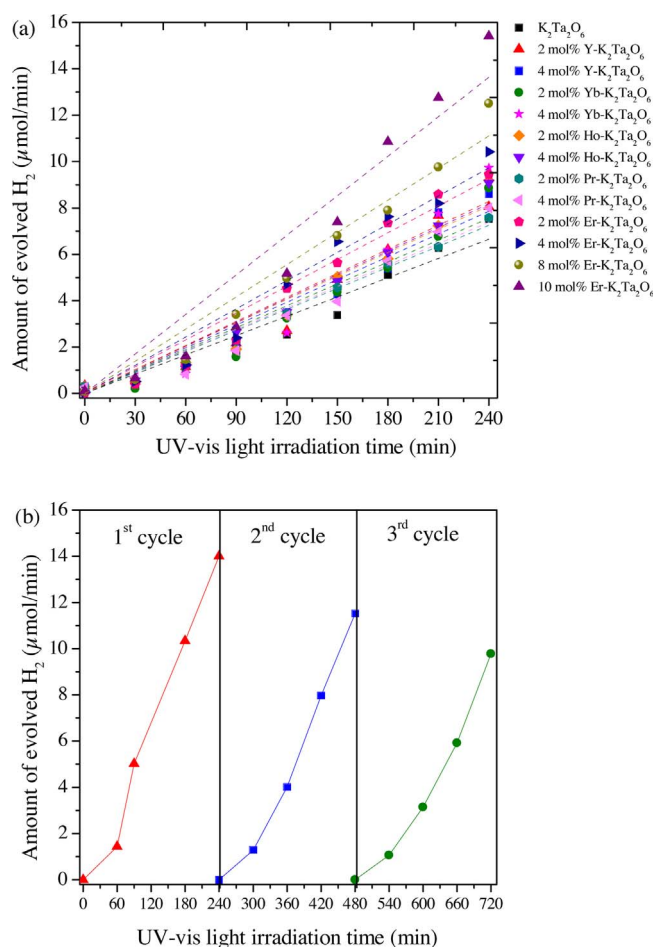 (a)
16
14
12
10
8
6
4
2
0
Amount of evolved H₂ (μmol/min)
0 30 60 90 120 150 180 210 240
UV-vis light irradiation time (min)
K₂Ta₂O₆
2 mol% Y-K₂Ta₂O₆
4 mol% Y-K₂Ta₂O₆
2 mol% Yb-K₂Ta₂O₆
4 mol% Yb-K₂Ta₂O₆
2 mol% Ho-K₂Ta₂O₆
4 mol% Ho-K₂Ta₂O₆
2 mol% Pr-K₂Ta₂O₆
4 mol% Pr-K₂Ta₂O₆
2 mol% Er-K₂Ta₂O₆
4 mol% Er-K₂Ta₂O₆
8 mol% Er-K₂Ta₂O₆
10 mol% Er-K₂Ta₂O₆
(b)
16
14
12
10
8
6
4
2
0
Amount of evolved H₂ (μmol/min)
1ˢᵗ cycle 2ⁿᵈ cycle 3ʳᵈ cycle
0 60 120 180 240 300 360 420 480 540 600 660 720
UV-vis light irradiation time (min)